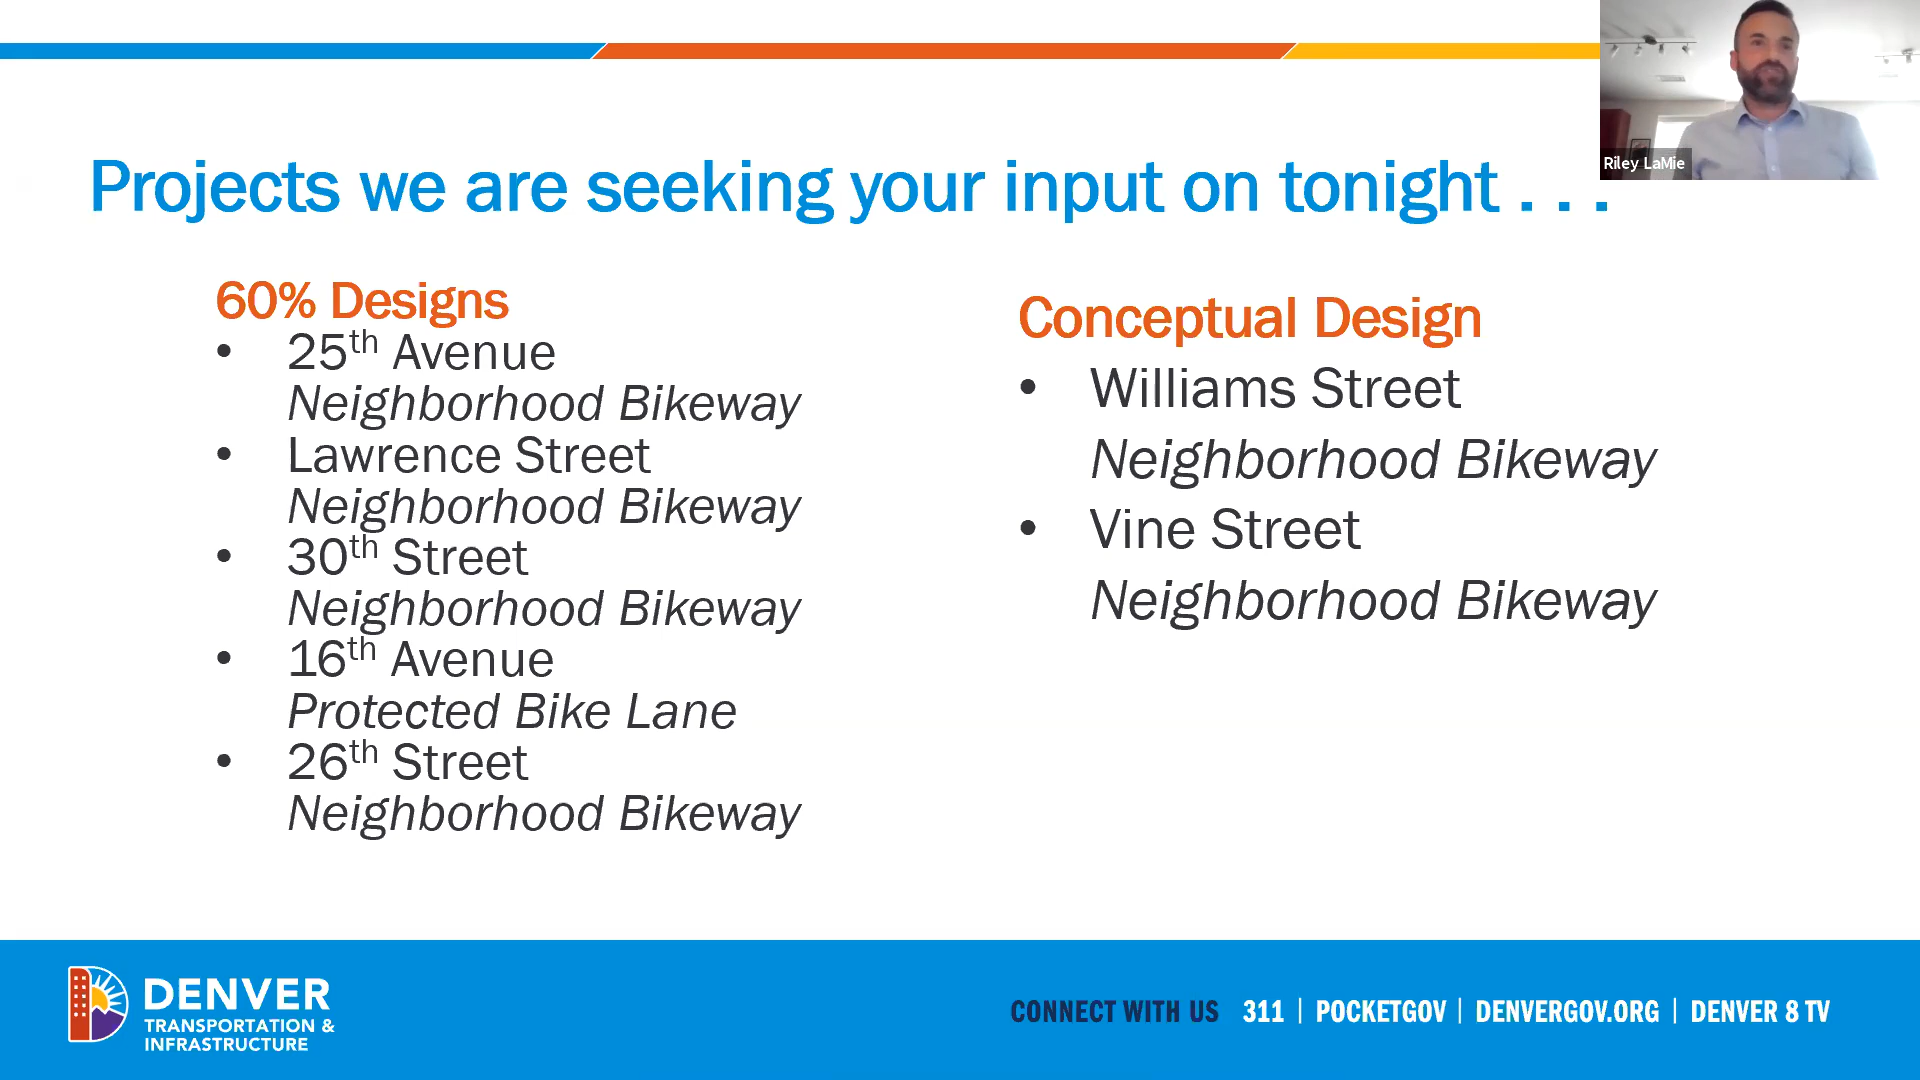 Riley LaMie
Projects we are seeking your input on tonight . . .
60% Designs
• 25th Avenue
Neighborhood Bikeway
• Lawrence Street
Neighborhood Bikeway
• 30th Street
Neighborhood Bikeway
• 16th Avenue
Protected Bike Lane
• 26th Street
Neighborhood Bikeway
Conceptual Design
• Williams Street
Neighborhood Bikeway
• Vine Street
Neighborhood Bikeway
DENVER
TRANSPORTATION &
INFRASTRUCTURE
CONNECT WITH US 311 | POCKETGOV | DENVERGOV.ORG | DENVER 8 TV